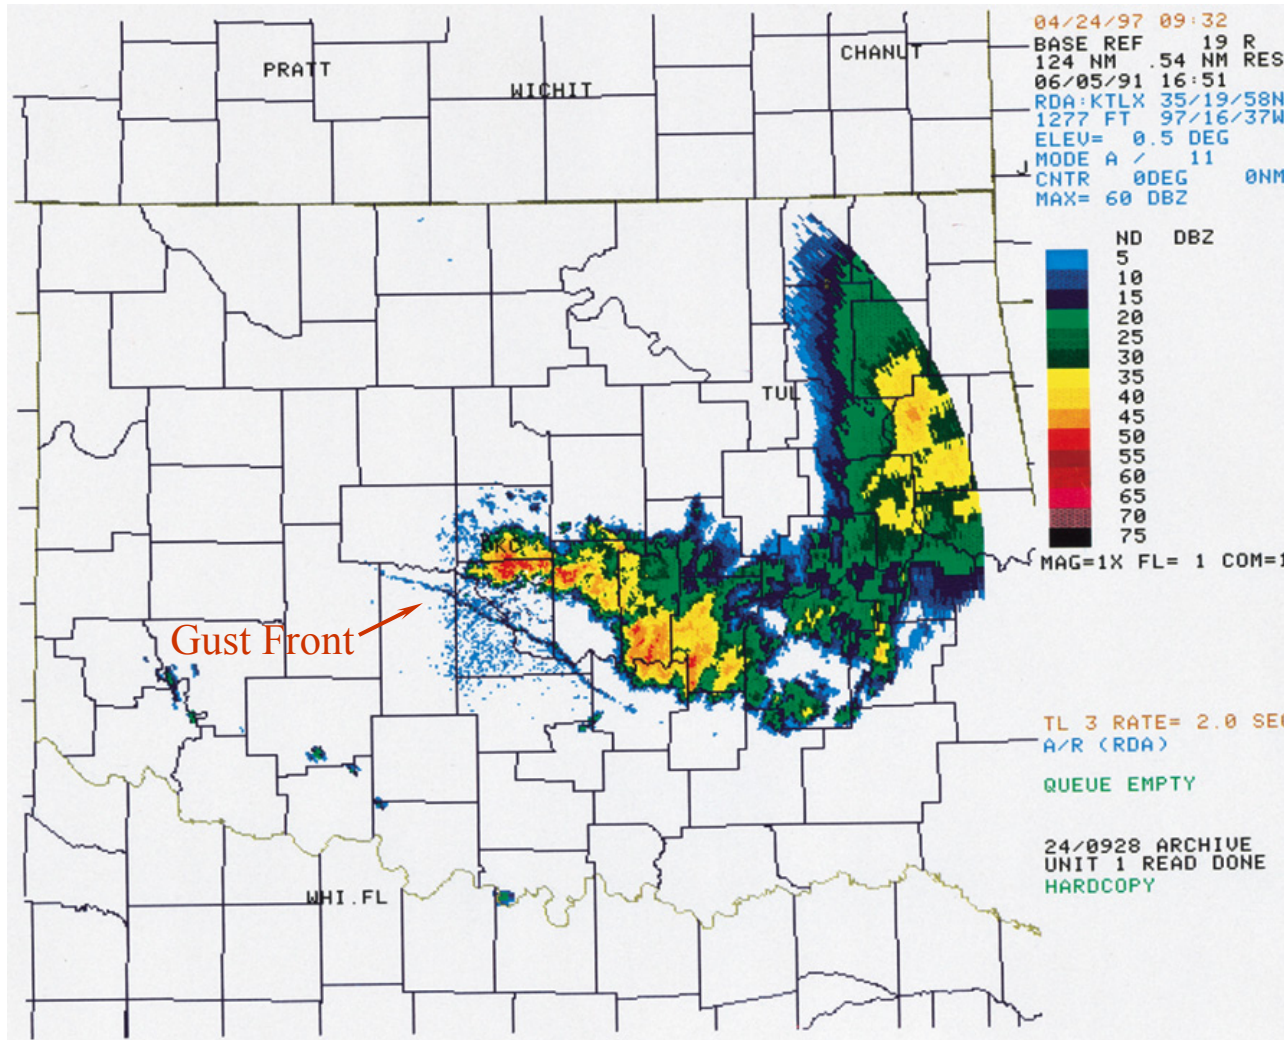 PRATT
WICHIT
CHANUT
TUL
OKC
Gust Front
WHI.FL
04/24/97 09:32
BASE REF 19 R
124 NM .54 NM RES
06/05/91 16:51
RDA:KTLX 35/19/58N
1277 FT 97/16/37W
ELEV= 0.5 DEG
MODE A / 11
CNTR 0DEG 0NM
MAX= 60 DBZ
ND DBZ
5
10
15
20
25
30
35
40
45
50
55
60
65
70
75
MAG=1X FL= 1 COM=1
TL 3 RATE= 2.0 SEC
A/R (RDA)
QUEUE EMPTY
24/0928 ARCHIVE
UNIT 1 READ DONE
HARDCOPY